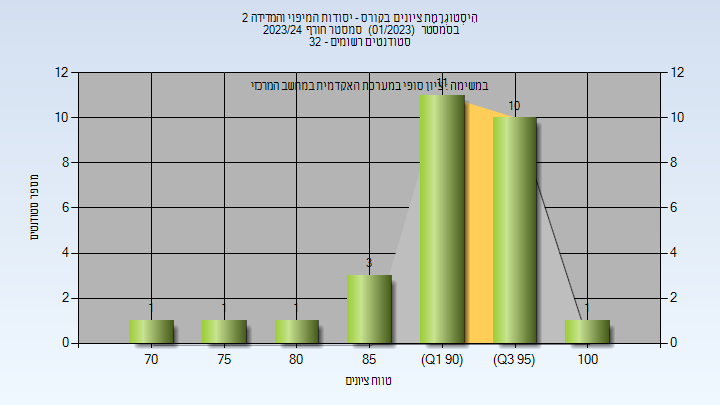 היסטוגרמת ציונים בקורס - יסודות המיפוי והמדידה 2
בסמסטר (01/2023) סמסטר חורף 2023/24
סטודנטים רשומים - 32
במשימה: ציון סופי במערכת האקדמית במחשב המרכזי
12 12
10 10
8 8
6 6
4 4
2 2
0 0
מספר סטודנטים
1 1 1 3 11 10 1
70 75 80 85 (Q1 90) (Q3 95) 100
טווח ציונים